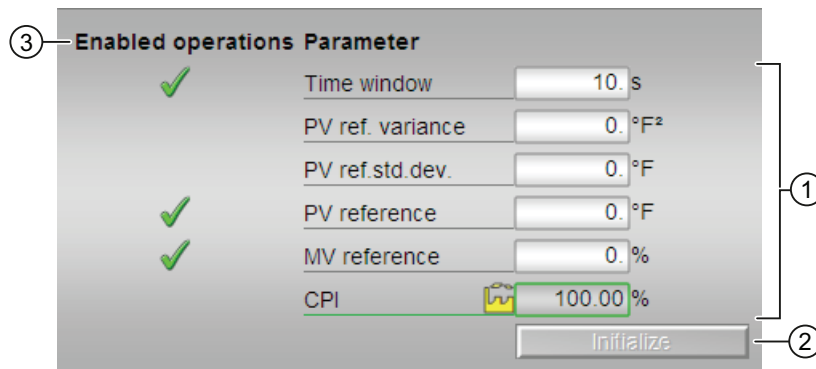 ③ Enabled operations Parameter
Time window 10. s
PV ref. variance 0. °F²
PV ref.std.dev. 0. °F
PV reference 0. °F
MV reference 0. %
CPI 100.00 %
①
Initialize ②